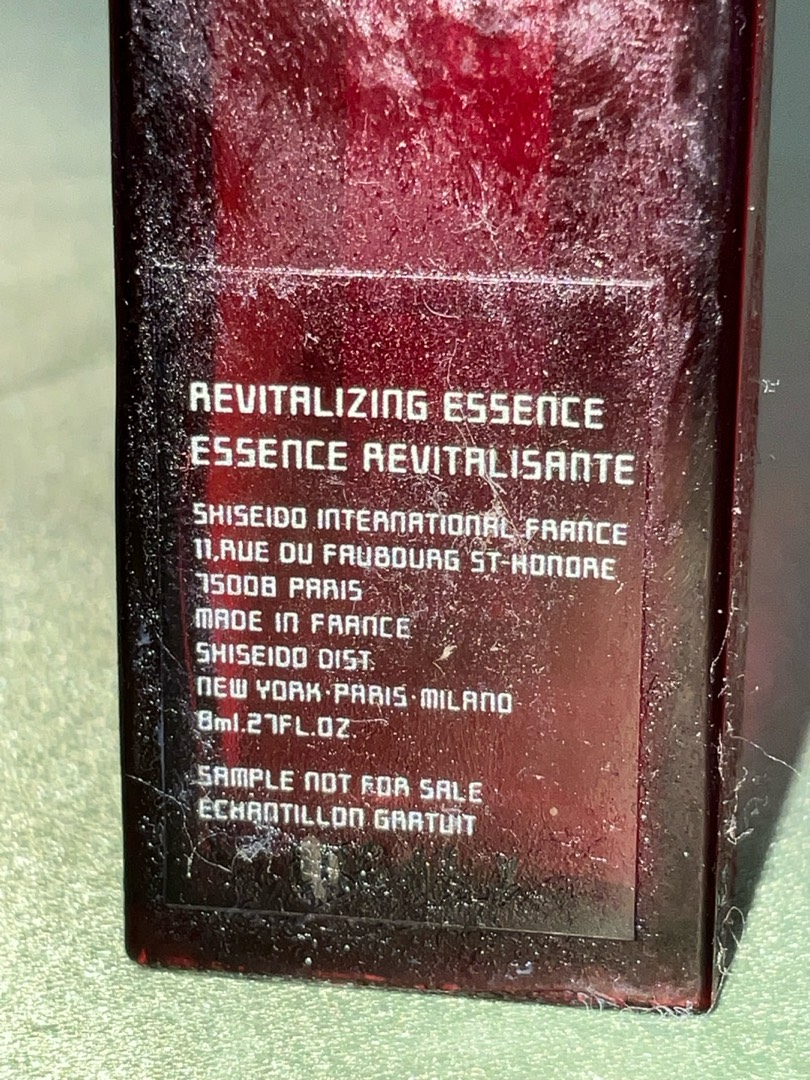 REVITALIZING ESSENCE
ESSENCE REVITALISANTE
SHISEIDO INTERNATIONAL FRANCE
11,RUE DU FAUBOURG ST-HONORE
75008 PARIS
MADE IN FRANCE
SHISEIDO DIST.
NEW YORK·PARIS·MILANO
8ml.27FL.OZ.
SAMPLE NOT FOR SALE
ECHANTILLON GRATUIT